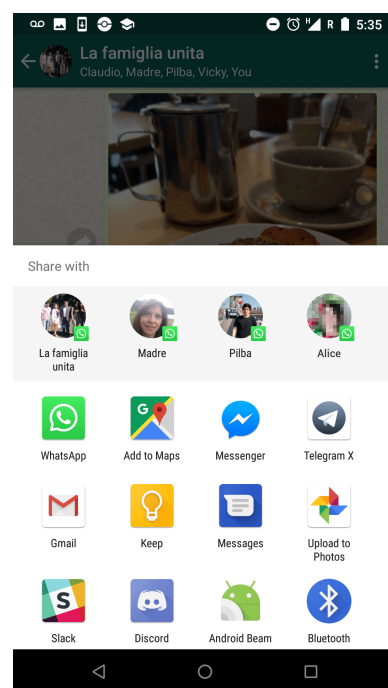 H R 5:35
La famiglia unita
Claudio, Madre, Pilba, Vicky, You
Share with
La famiglia unita
Madre
Pilba
Alice
WhatsApp
Add to Maps
Messenger
Telegram X
Gmail
Keep
Messages
Upload to Photos
Slack
Discord
Android Beam
Bluetooth